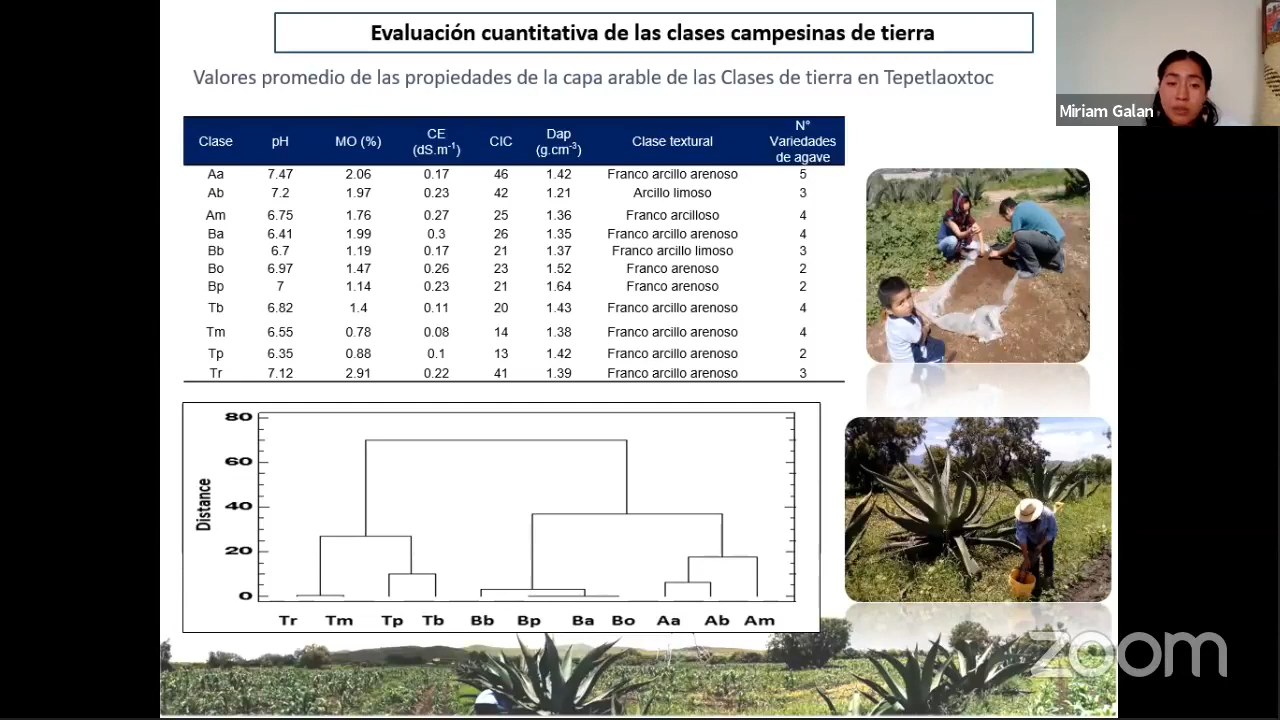 Evaluación cuantitativa de las clases campesinas de tierra
Valores promedio de las propiedades de la capa arable de las Clases de tierra en Tepetlaoxtoc
Miriam Galan
Clase pH MO (%) CE (dS.m-1) CIC Dap (g.cm-3) Clase textural N° Variedades de agave
Aa 7.47 2.06 0.17 46 1.42 Franco arcillo arenoso 5
Ab 7.2 1.97 0.23 42 1.21 Arcillo limoso 3
Am 6.75 1.76 0.27 25 1.36 Franco arcilloso 4
Ba 6.41 1.99 0.3 26 1.35 Franco arcillo arenoso 4
Bb 6.7 1.19 0.17 21 1.37 Franco arcillo limoso 3
Bo 6.97 1.47 0.26 23 1.52 Franco arenoso 2
Bp 7 1.14 0.23 21 1.64 Franco arenoso 2
Tb 6.82 1.4 0.11 20 1.43 Franco arcillo arenoso 4
Tm 6.55 0.78 0.08 14 1.38 Franco arcillo arenoso 4
Tp 6.35 0.88 0.1 13 1.42 Franco arcillo arenoso 2
Tr 7.12 2.91 0.22 41 1.39 Franco arcillo arenoso 3
Distance
80
60
40
20
0
Tr Tm Tp Tb Bb Bp Ba Bo Aa Ab Am
zoom